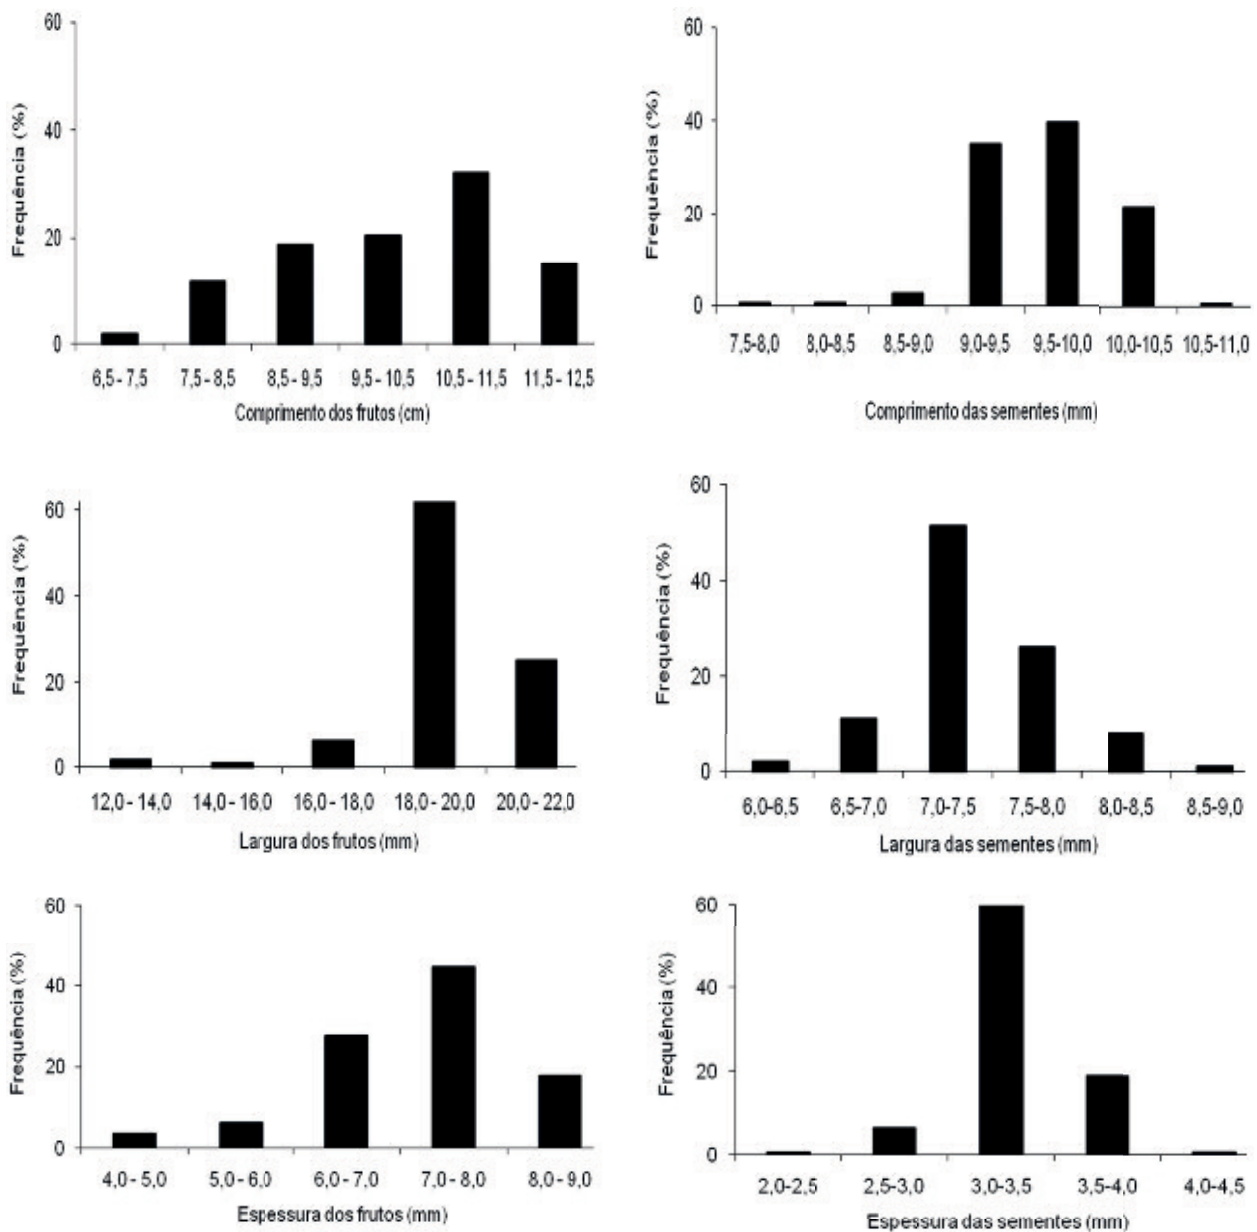 60
40
20
0
Frequência (%)
6,5 - 7,5 7,5 - 8,5 8,5 - 9,5 9,5 - 10,5 10,5 - 11,5 11,5 - 12,5
Comprimento dos frutos (cm)
60
40
20
0
Frequência (%)
7,5-8,0 8,0-8,5 8,5-9,0 9,0-9,5 9,5-10,0 10,0-10,5 10,5-11,0
Comprimento das sementes (mm)
60
40
20
0
Frequência (%)
12,0 - 14,0 14,0 - 16,0 16,0 - 18,0 18,0 - 20,0 20,0 - 22,0
Largura dos frutos (mm)
60
40
20
0
Frequência (%)
6,0-6,5 6,5-7,0 7,0-7,5 7,5-8,0 8,0-8,5 8,5-9,0
Largura das sementes (mm)
60
40
20
0
Frequência (%)
4,0 - 5,0 5,0 - 6,0 6,0 - 7,0 7,0 - 8,0 8,0 - 9,0
Espessura dos frutos (mm)
60
40
20
0
Frequência (%)
2,0-2,5 2,5-3,0 3,0-3,5 3,5-4,0 4,0-4,5
Espessura das sementes (mm)